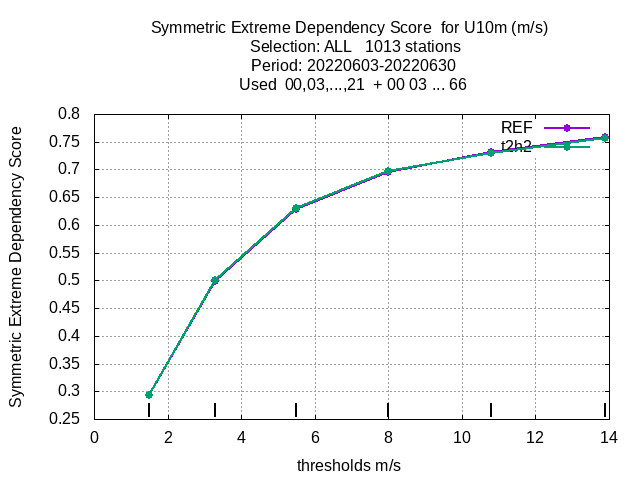 Symmetric Extreme Dependency Score  for U10m (m/s)
Selection: ALL   1013 stations
Period: 20220603-20220630
Used  00,03,...,21  + 00 03 ... 66
Symmetric Extreme Dependency Score
0.8
0.75
0.7
0.65
0.6
0.55
0.5
0.45
0.4
0.35
0.3
0.25
REF
t2h2
0 2 4 6 8 10 12 14
thresholds m/s